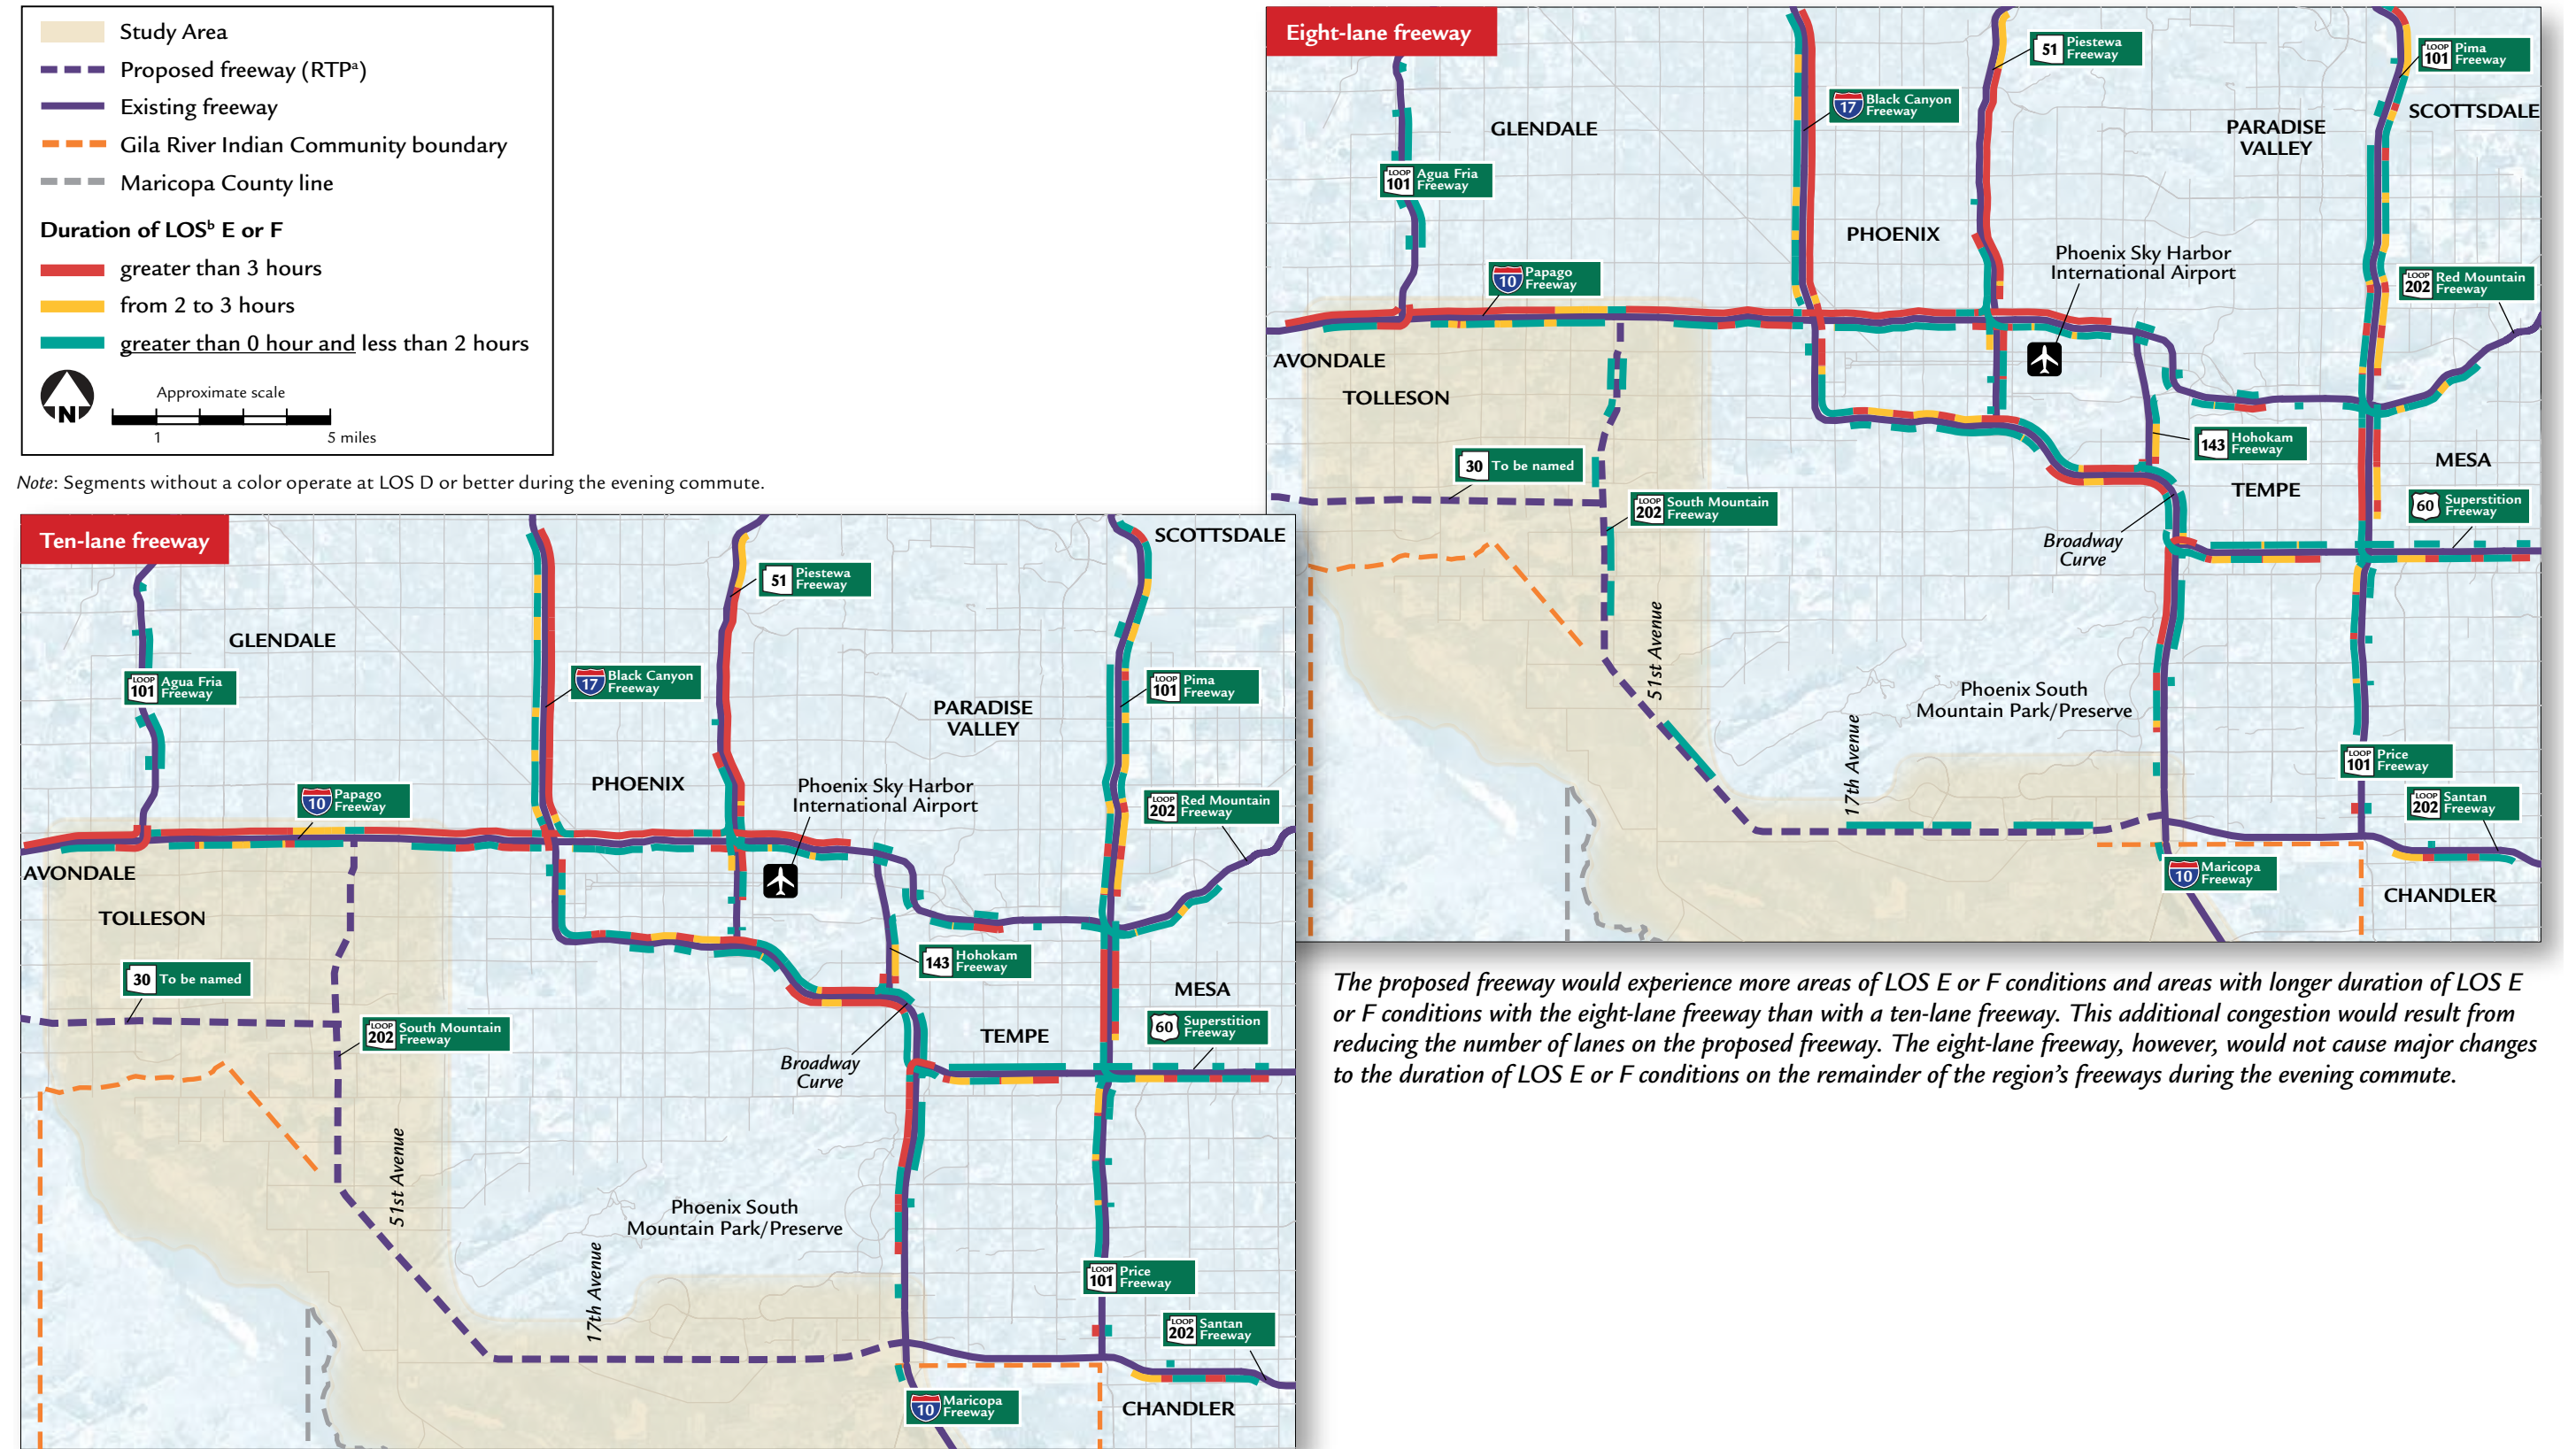 Study Area
Proposed freeway (RTPᵃ)
Existing freeway
Gila River Indian Community boundary
Maricopa County line
Duration of LOSᵇ E or F
greater than 3 hours
from 2 to 3 hours
greater than 0 hour and less than 2 hours
N
Approximate scale
1
5 miles
Note: Segments without a color operate at LOS D or better during the evening commute.
Eight-lane freeway
51 Piestewa
Freeway
LOOP 101 Pima
Freeway
17 Black Canyon
Freeway
SCOTTSDALE
GLENDALE
PARADISE
VALLEY
LOOP 101 Agua Fria
Freeway
PHOENIX
Phoenix Sky Harbor
International Airport
10 Papago
Freeway
LOOP 202 Red Mountain
Freeway
AVONDALE
TOLLESON
143 Hohokam
Freeway
MESA
30 To be named
TEMPE
LOOP 202 South Mountain
Freeway
60 Superstition
Freeway
Broadway
Curve
51st Avenue
Phoenix South
Mountain Park/Preserve
17th Avenue
LOOP 101 Price
Freeway
LOOP 202 Santan
Freeway
10 Maricopa
Freeway
CHANDLER
Ten-lane freeway
SCOTTSDALE
51 Piestewa
Freeway
GLENDALE
LOOP 101 Agua Fria
Freeway
17 Black Canyon
Freeway
LOOP 101 Pima
Freeway
PARADISE
VALLEY
PHOENIX
Phoenix Sky Harbor
International Airport
10 Papago
Freeway
LOOP 202 Red Mountain
Freeway
AVONDALE
TOLLESON
143 Hohokam
Freeway
30 To be named
MESA
LOOP 202 South Mountain
Freeway
TEMPE
60 Superstition
Freeway
Broadway
Curve
51st Avenue
Phoenix South
Mountain Park/Preserve
17th Avenue
LOOP 101 Price
Freeway
LOOP 202 Santan
Freeway
10 Maricopa
Freeway
CHANDLER
The proposed freeway would experience more areas of LOS E or F conditions and areas with longer duration of LOS E
or F conditions with the eight-lane freeway than with a ten-lane freeway. This additional congestion would result from
reducing the number of lanes on the proposed freeway. The eight-lane freeway, however, would not cause major changes
to the duration of LOS E or F conditions on the remainder of the region’s freeways during the evening commute.